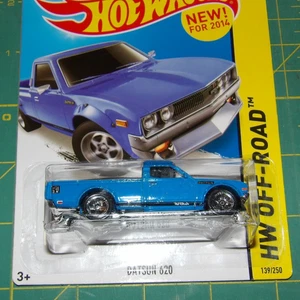 HOT WHEELS
NEW!
FOR 2014
HW OFF-ROAD™
139/250
3+
DATSUN 620